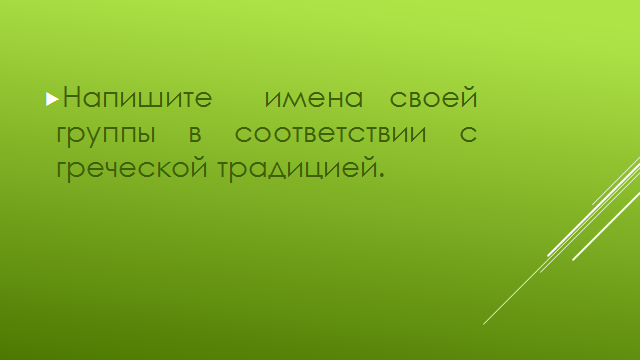 Напишите имена своей
группы в соответствии с
греческой традицией.